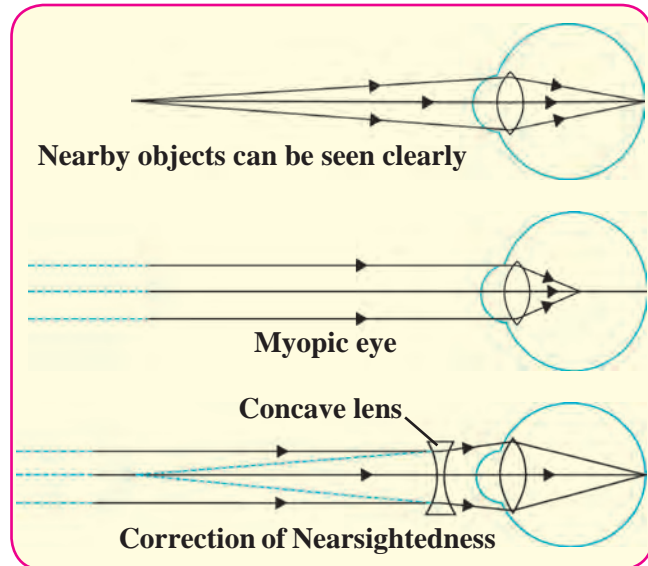 Nearby objects can be seen clearly
Myopic eye
Concave lens
Correction of Nearsightedness